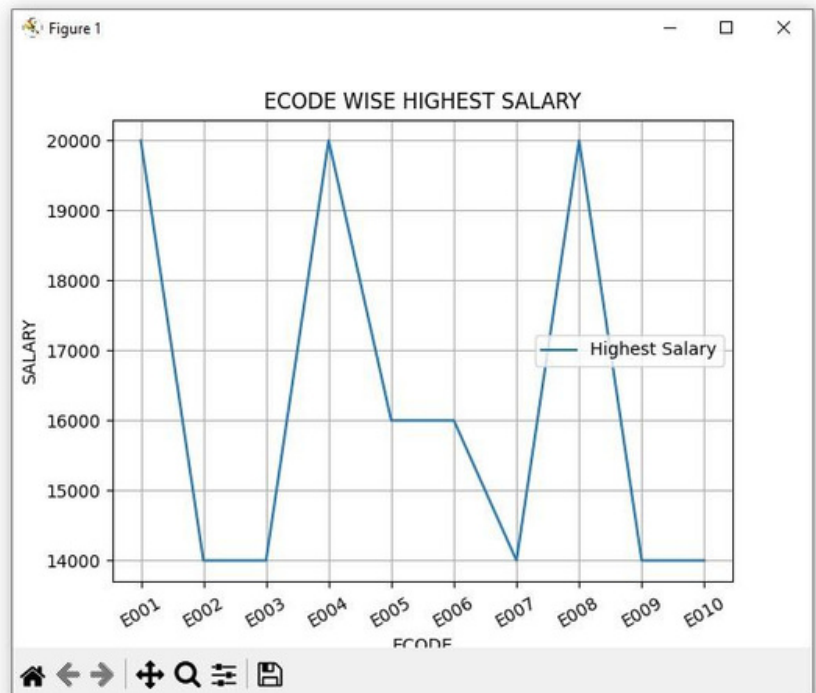 Figure 1
ECODE WISE HIGHEST SALARY
20000
19000
18000
17000
16000
15000
14000
SALARY
Highest Salary
E001 E002 E003 E004 E005 E006 E007 E008 E009 E010
ECODE